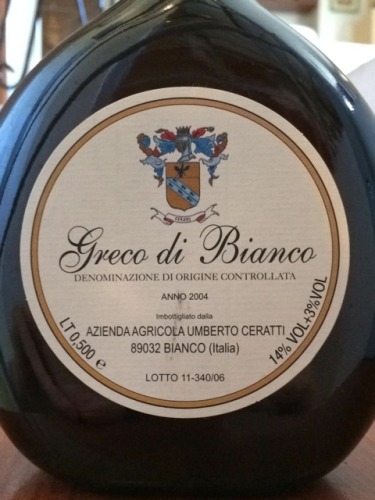 Greco di Bianco
DENOMINAZIONE DI ORIGINE CONTROLLATA
ANNO 2004
Imbottigliato dalla
AZIENDA AGRICOLA UMBERTO CERATTI
89032 BIANCO (Italia)
LT 0,500 e
14% VOL+3%VOL
LOTTO 11-340/06